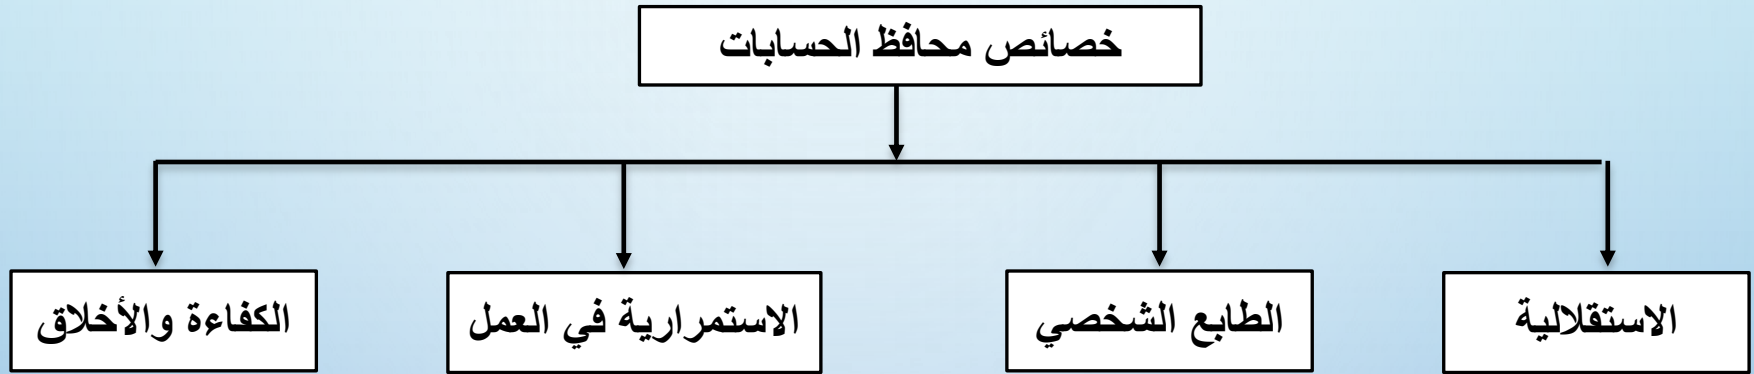 خصائص محافظ الحسابات
الاستقلالية
الطابع الشخصي
الاستمرارية في العمل
الكفاءة والأخلاق